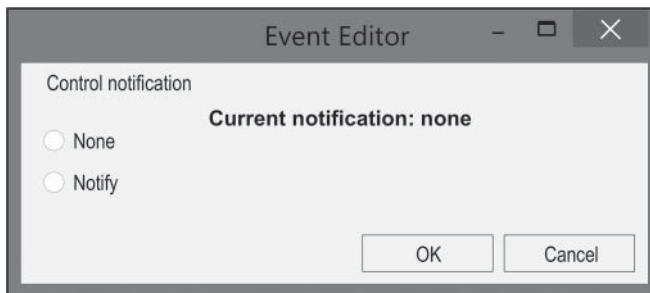 Event Editor
Control notification
Current notification: none
None
Notify
OK
Cancel